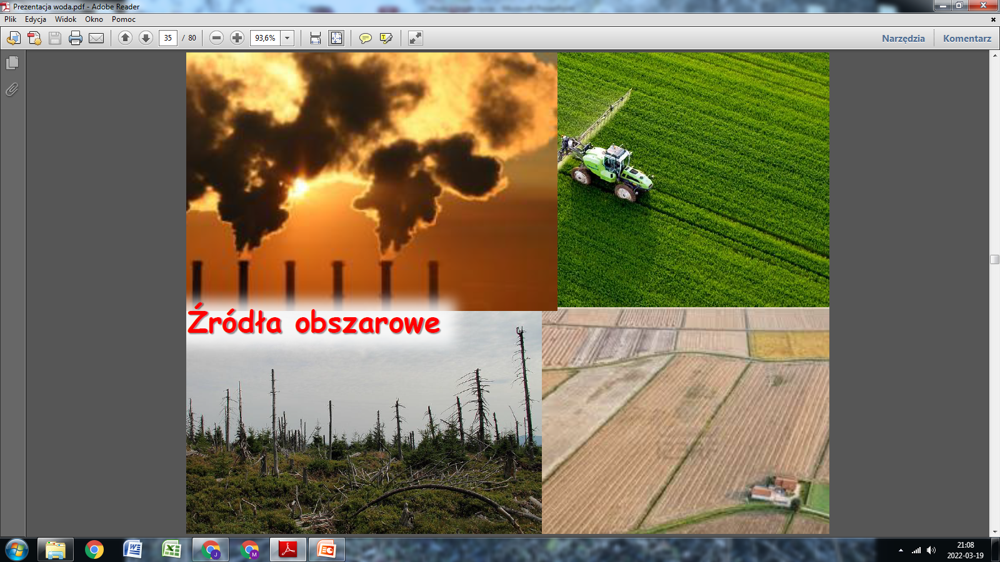 Prezentacja woda.pdf - Adobe Reader
Plik Edycja Widok Okno Pomoc
35 / 80 93,6% Narzędzia Komentarz
Źródła obszarowe
21:08
2022-03-19